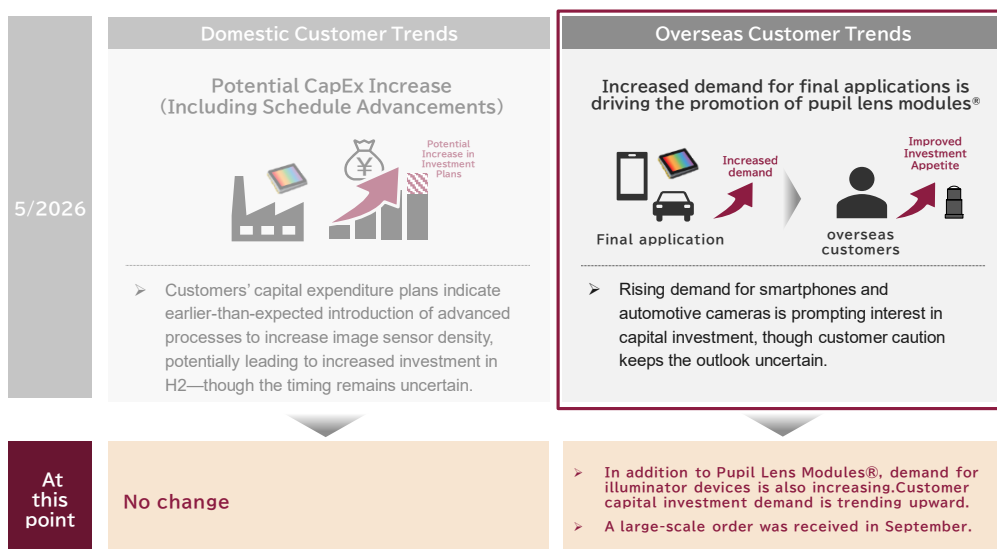 5/2026
Domestic Customer Trends
Potential CapEx Increase
(Including Schedule Advancements)
Potential
Increase in
Investment
Plans
¥
➢ Customers' capital expenditure plans indicate
earlier-than-expected introduction of advanced
processes to increase image sensor density,
potentially leading to increased investment in
H2—though the timing remains uncertain.
Overseas Customer Trends
Increased demand for final applications is
driving the promotion of pupil lens modules®
Increased
demand
Improved
Investment
Appetite
Final application
overseas
customers
➢ Rising demand for smartphones and
automotive cameras is prompting interest in
capital investment, though customer caution
keeps the outlook uncertain.
At
this
point
No change
➢ In addition to Pupil Lens Modules®, demand for
illuminator devices is also increasing.Customer
capital investment demand is trending upward.
➢ A large-scale order was received in September.